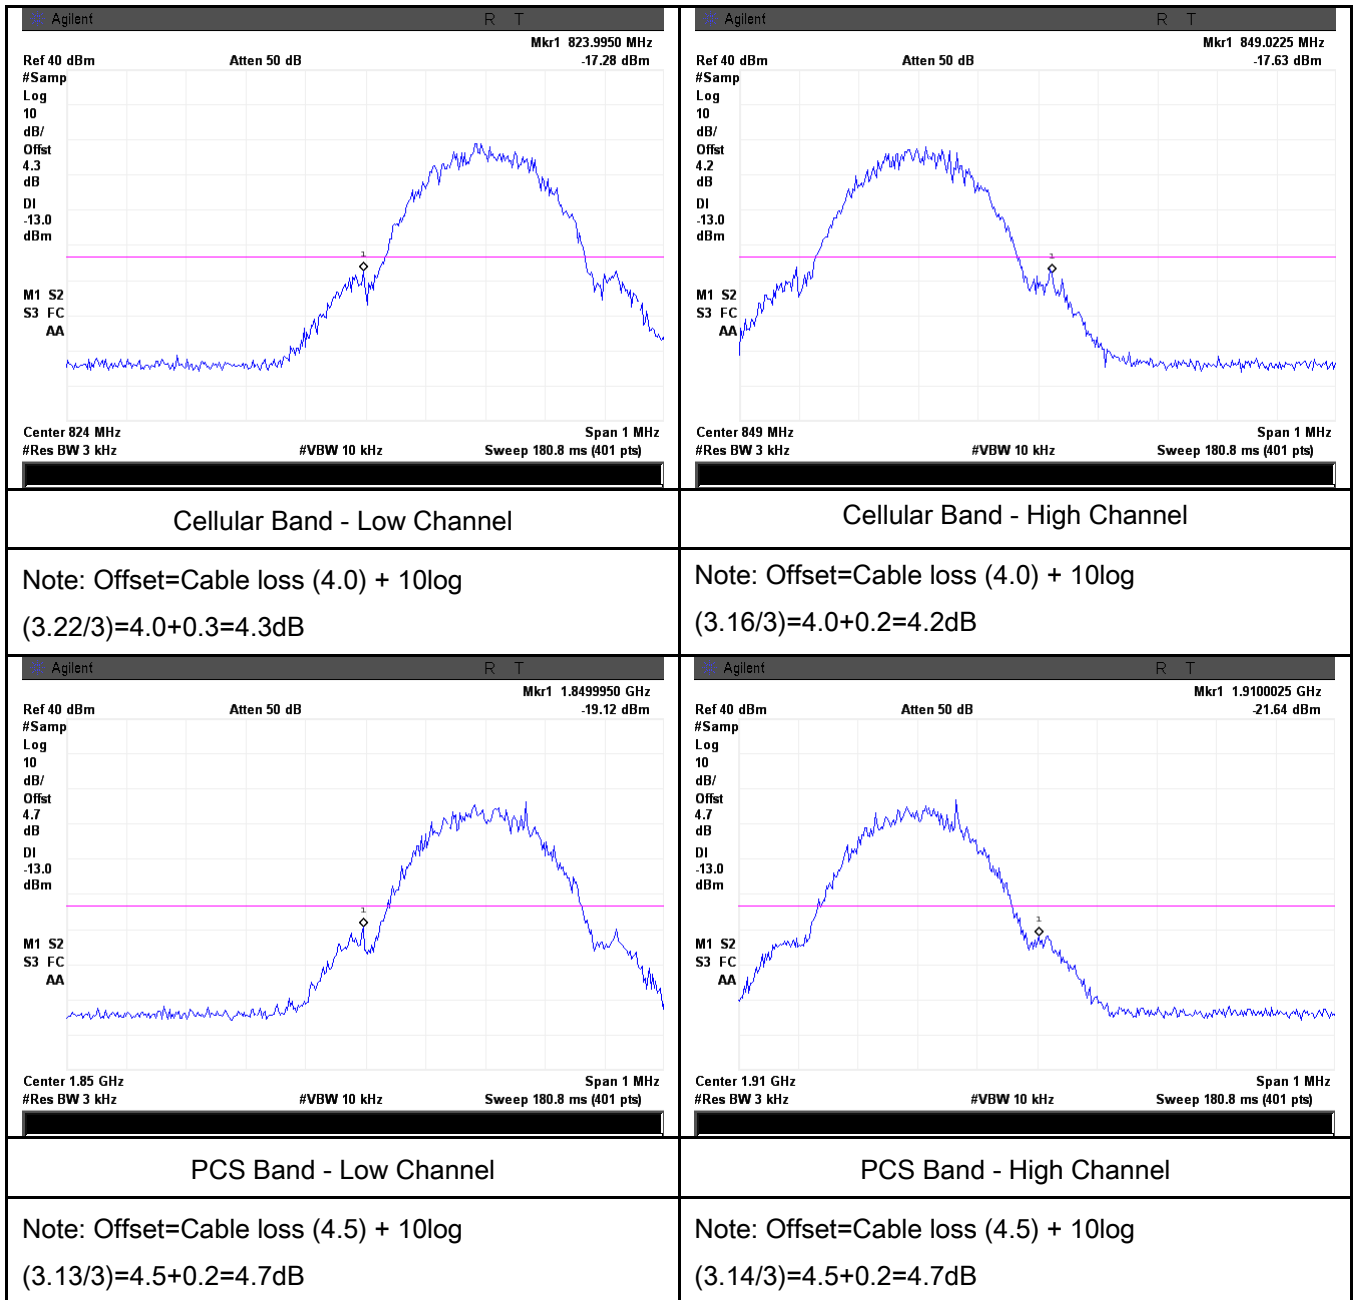 Agilent R T
Mkr1 823.9950 MHz
Ref 40 dBm Atten 50 dB -17.28 dBm
#Samp
Log
10
dB/
Offst
4.3
dB
DI
-13.0
dBm
1
M1 S2
S3 FC
AA
Center 824 MHz Span 1 MHz
#Res BW 3 kHz #VBW 10 kHz Sweep 180.8 ms (401 pts)
Agilent R T
Mkr1 849.0225 MHz
Ref 40 dBm Atten 50 dB -17.63 dBm
#Samp
Log
10
dB/
Offst
4.2
dB
DI
-13.0
dBm
1
M1 S2
S3 FC
AA
Center 849 MHz Span 1 MHz
#Res BW 3 kHz #VBW 10 kHz Sweep 180.8 ms (401 pts)
Cellular Band - Low Channel
Cellular Band - High Channel
Note: Offset=Cable loss (4.0) + 10log
(3.22/3)=4.0+0.3=4.3dB
Note: Offset=Cable loss (4.0) + 10log
(3.16/3)=4.0+0.2=4.2dB
Agilent R T
Mkr1 1.8499950 GHz
Ref 40 dBm Atten 50 dB -19.12 dBm
#Samp
Log
10
dB/
Offst
4.7
dB
DI
-13.0
dBm
1
M1 S2
S3 FC
AA
Center 1.85 GHz Span 1 MHz
#Res BW 3 kHz #VBW 10 kHz Sweep 180.8 ms (401 pts)
Agilent R T
Mkr1 1.9100025 GHz
Ref 40 dBm Atten 50 dB -21.64 dBm
#Samp
Log
10
dB/
Offst
4.7
dB
DI
-13.0
dBm
1
M1 S2
S3 FC
AA
Center 1.91 GHz Span 1 MHz
#Res BW 3 kHz #VBW 10 kHz Sweep 180.8 ms (401 pts)
PCS Band - Low Channel
PCS Band - High Channel
Note: Offset=Cable loss (4.5) + 10log
(3.13/3)=4.5+0.2=4.7dB
Note: Offset=Cable loss (4.5) + 10log
(3.14/3)=4.5+0.2=4.7dB